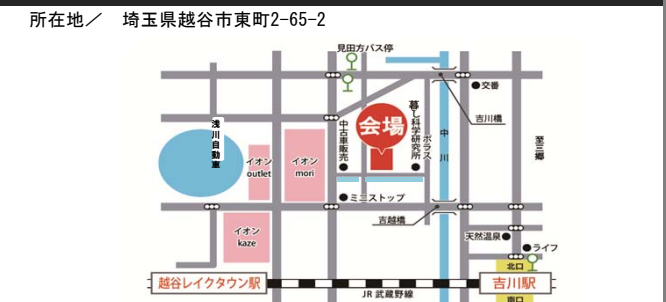 所在地／ 埼玉県越谷市東町2-65-2
見田方バス停
交番
吉川橋
浅川自動車
会場
中古車販売
暮し科学研究所
ポラス
中川
至三郷
イオン
outlet
イオン
mori
ミニストップ
吉越橋
イオン
kaze
天然温泉
ライフ
北口
越谷レイクタウン駅
吉川駅
JR 武蔵野線
南口